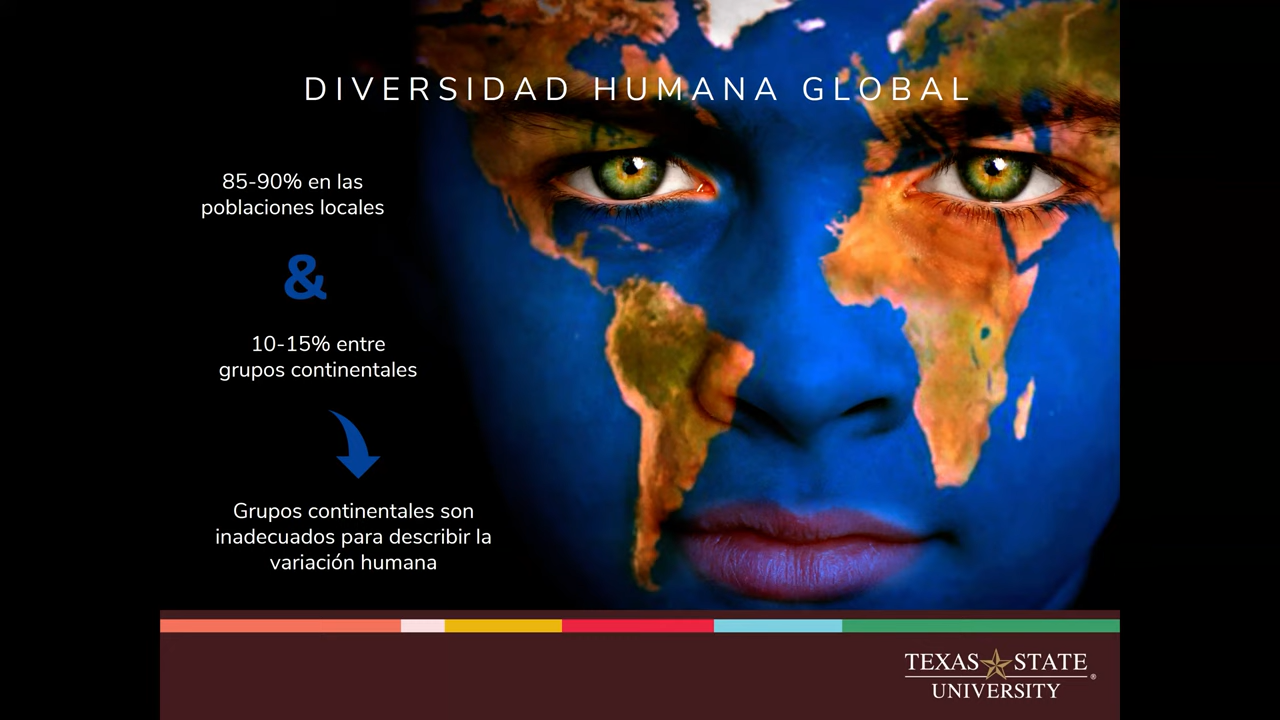 DIVERSIDAD HUMANA GLOBAL
85-90% en las
poblaciones locales
&
10-15% entre
grupos continentales
Grupos continentales son
inadecuados para describir la
variación humana
TEXAS STATE
UNIVERSITY
®